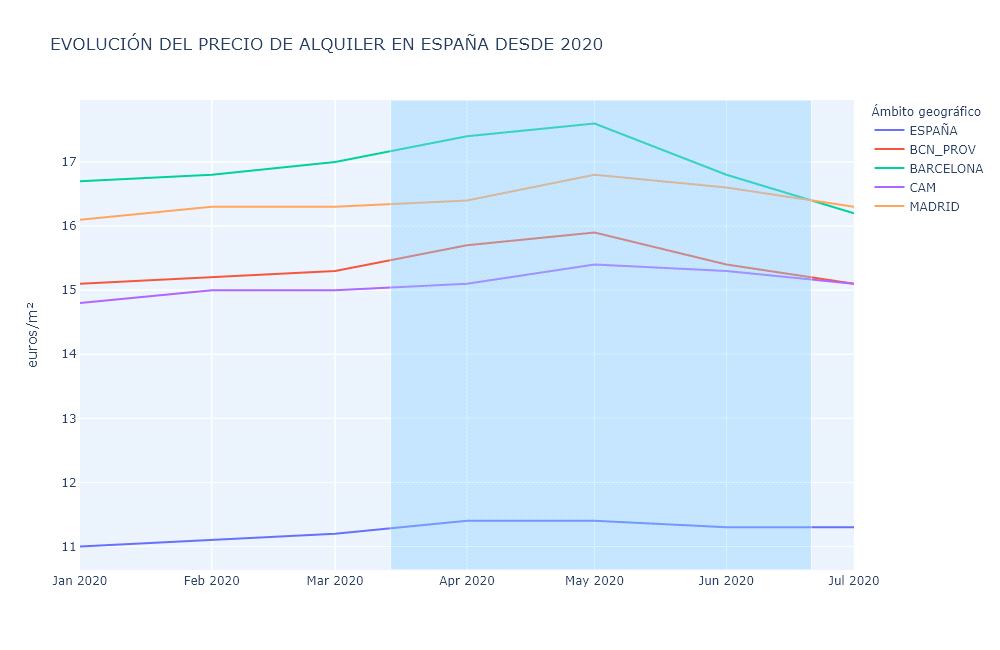 EVOLUCIÓN DEL PRECIO DE ALQUILER EN ESPAÑA DESDE 2020
Ámbito geográfico
ESPAÑA
BCN_PROV
BARCELONA
CAM
MADRID
euros/m²
17
16
15
14
13
12
11
Jan 2020 Feb 2020 Mar 2020 Apr 2020 May 2020 Jun 2020 Jul 2020